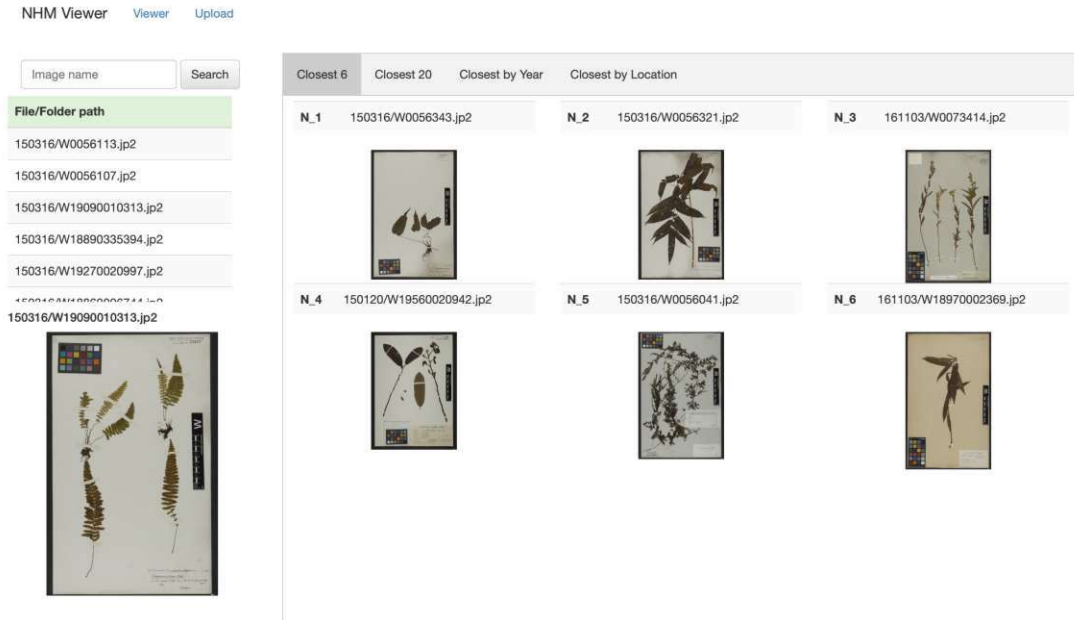 NHM Viewer Viewer Upload
Image name Search
File/Folder path
150316/W0056113.jp2
150316/W0056107.jp2
150316/W19090010313.jp2
150316/W18890335394.jp2
150316/W19270020997.jp2
150316/W19090010313.jp2
W
Closest 6 Closest 20 Closest by Year Closest by Location
N_1 150316/W0056343.jp2
N_2 150316/W0056321.jp2
N_3 161103/W0073414.jp2
N_4 150120/W19560020942.jp2
N_5 150316/W0056041.jp2
N_6 161103/W18970002369.jp2